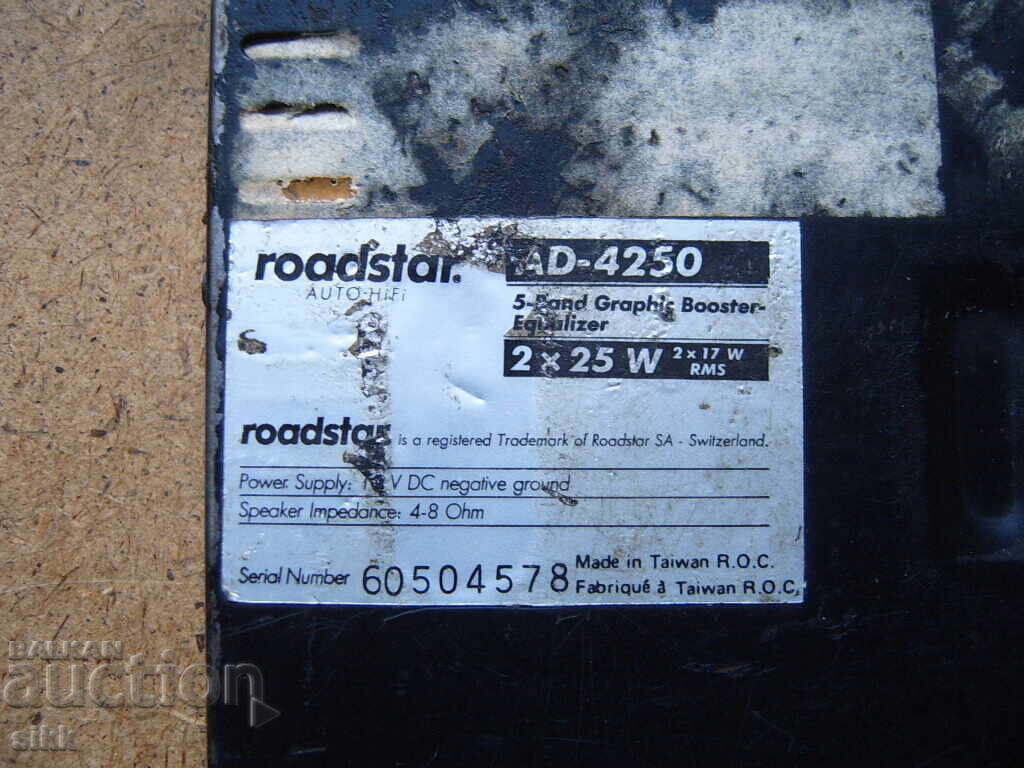 roadstar.
AUTO-HiFi
AD-4250
5-Band Graphic Booster-
Equalizer
2 × 25 W 2 x 17 W
RMS
roadstar is a registered Trademark of Roadstar SA - Switzerland.
Power Supply: V DC negative ground
Speaker Impedance: 4-8 Ohm
Serial Number 60504578
Made in Taiwan R.O.C.
Fabriqué à Taiwan R.O.C.
BALKAN
auction
sikk